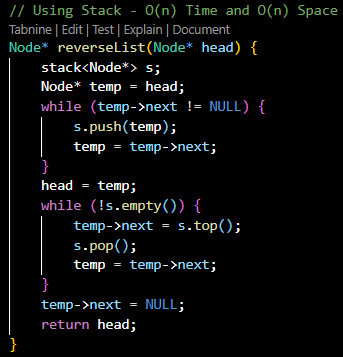 // Using Stack - O(n) Time and O(n) Space
Tabnine | Edit | Test | Explain | Document
Node* reverseList(Node* head) {
    stack<Node*> s;
    Node* temp = head;
    while (temp->next != NULL) {
        s.push(temp);
        temp = temp->next;
    }
    head = temp;
    while (!s.empty()) {
        temp->next = s.top();
        s.pop();
        temp = temp->next;
    }
    temp->next = NULL;
    return head;
}